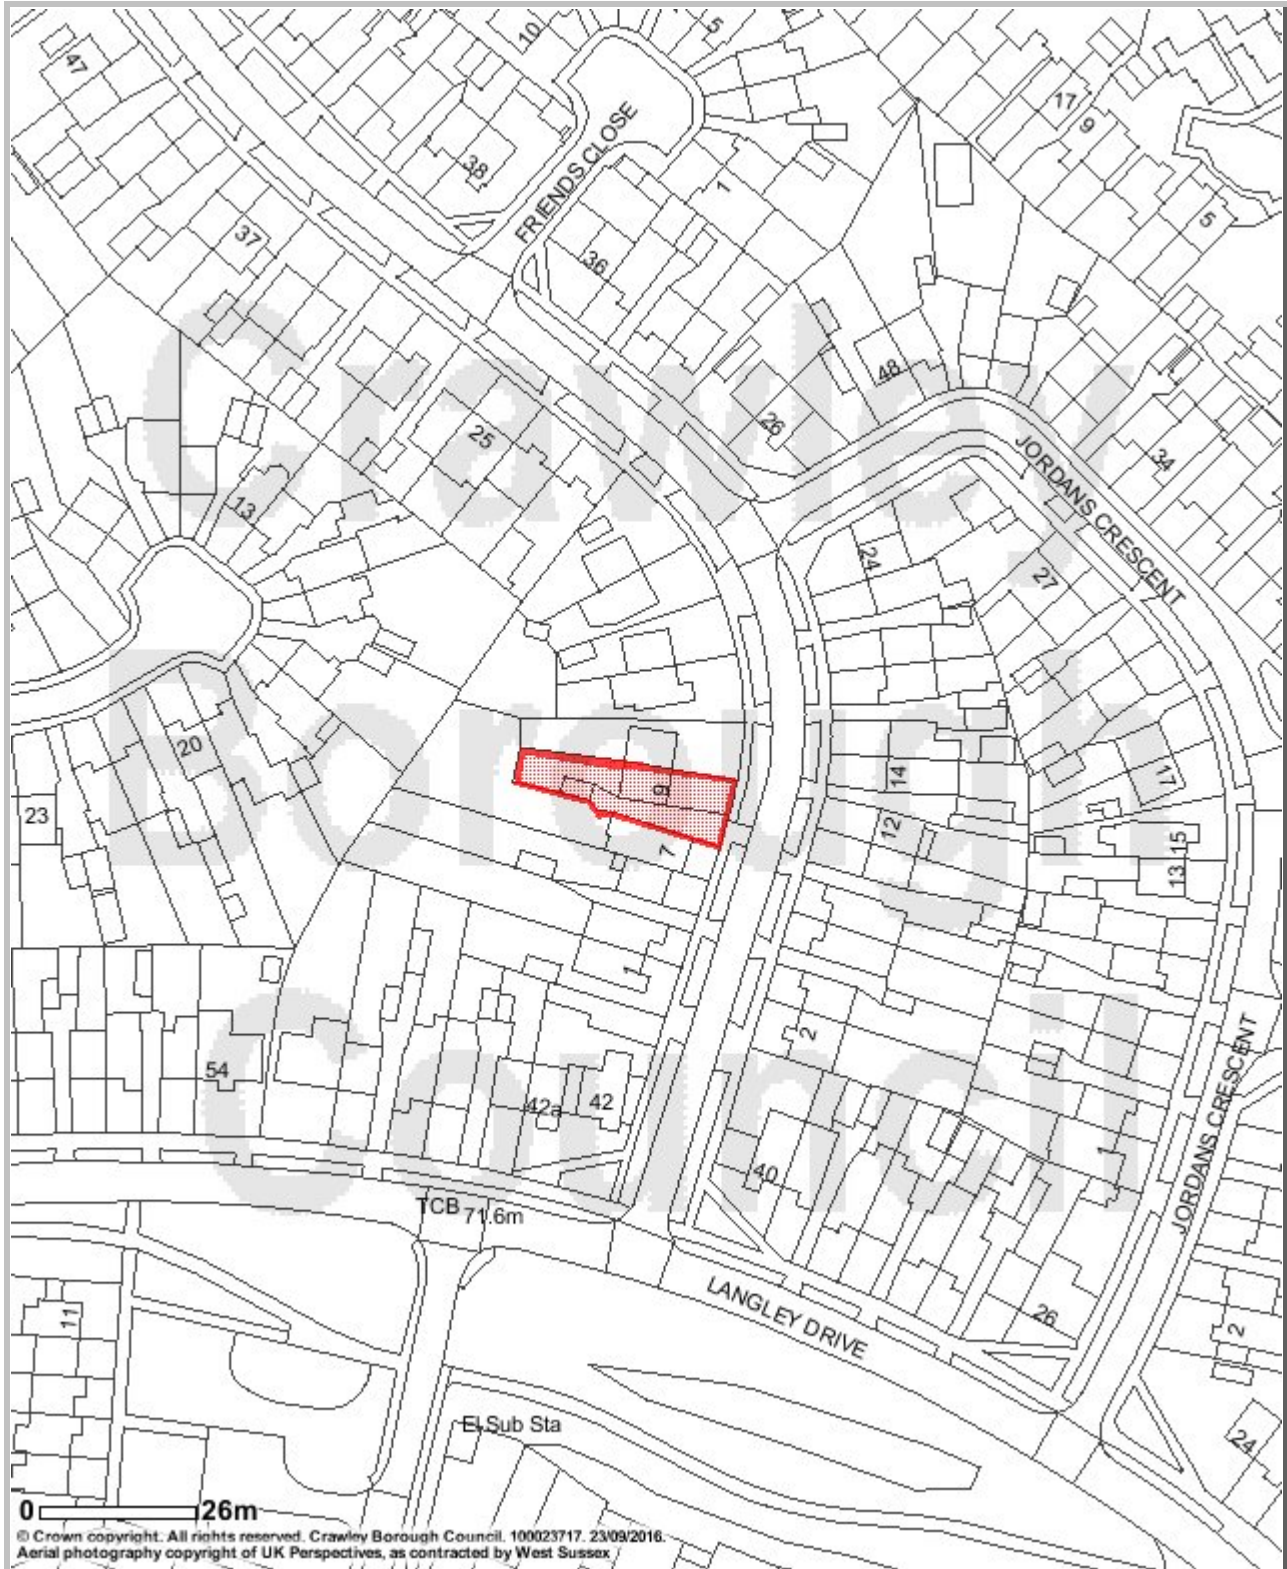 10
5
47
17
9
38
FRIENDS CLOSE
1
5
37
36
48
26
25
JORDANS CRESCENT
34
13
24
27
Crawley
Borough
Council
20
14
17
9
23
12
7
15
13
1
2
54
42a
42
JORDANS CRESCENT
40
1
TCB
71.6m
LANGLEY DRIVE
11
26
2
El Sub Sta
24
0 26m
© Crown copyright. All rights reserved. Crawley Borough Council. 100023717. 23/09/2016.
Aerial photography copyright of UK Perspectives, as contracted by West Sussex